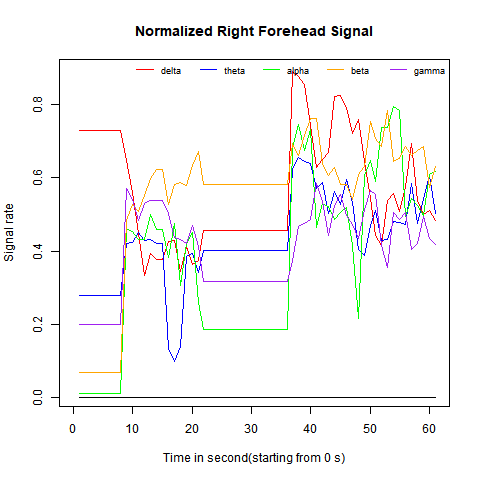 Normalized Right Forehead Signal
delta theta alpha beta gamma
Signal rate
0.8
0.6
0.4
0.2
0.0
0 10 20 30 40 50 60
Time in second(starting from 0 s)